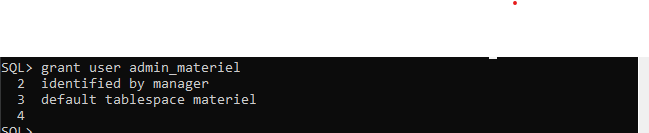 SQL> grant user admin_materiel
2 identified by manager
3 default tablespace materiel
4
SQL>